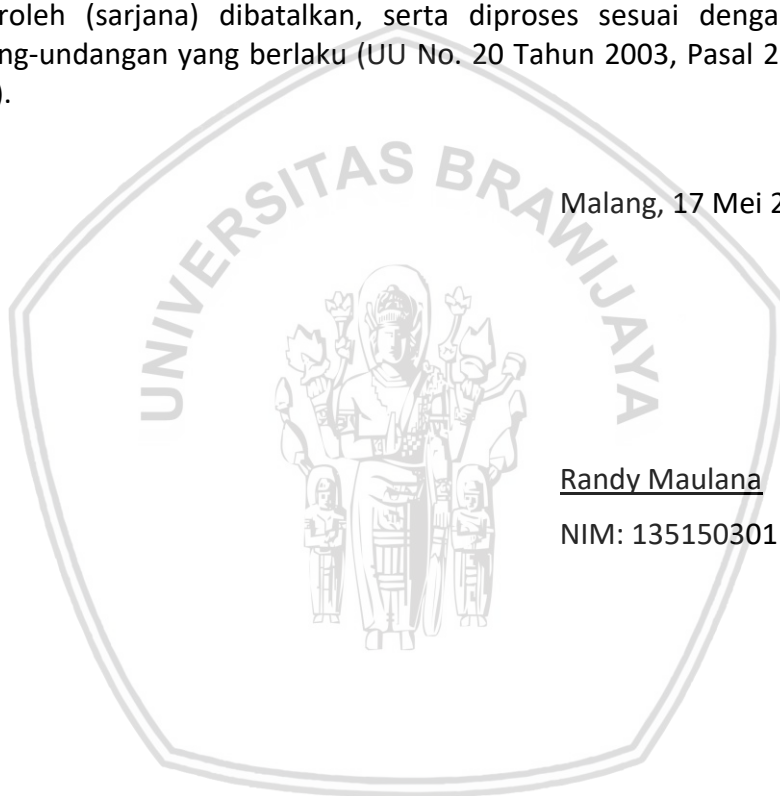 roleh (sarjana) dibatalkan, serta diproses sesuai denga
ng-undangan yang berlaku (UU No. 20 Tahun 2003, Pasal 2
).
UNIVERSITAS BRAWIJAYA
Malang, 17 Mei 2
Randy Maulana
NIM: 135150301